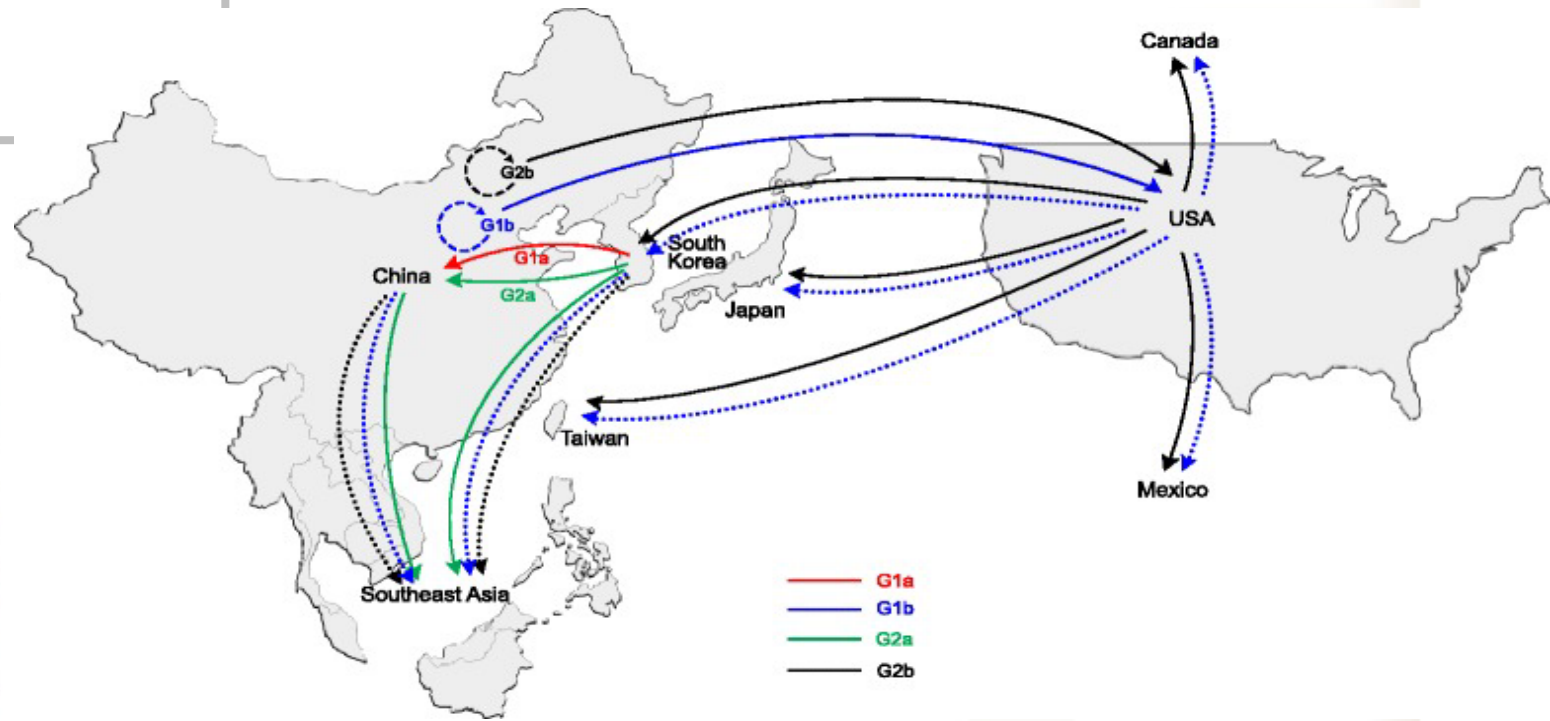 Canada
G2b
G1b
USA
South
Korea
G1a
China
G2a
Japan
Taiwan
Mexico
Southeast Asia
G1a
G1b
G2a
G2b